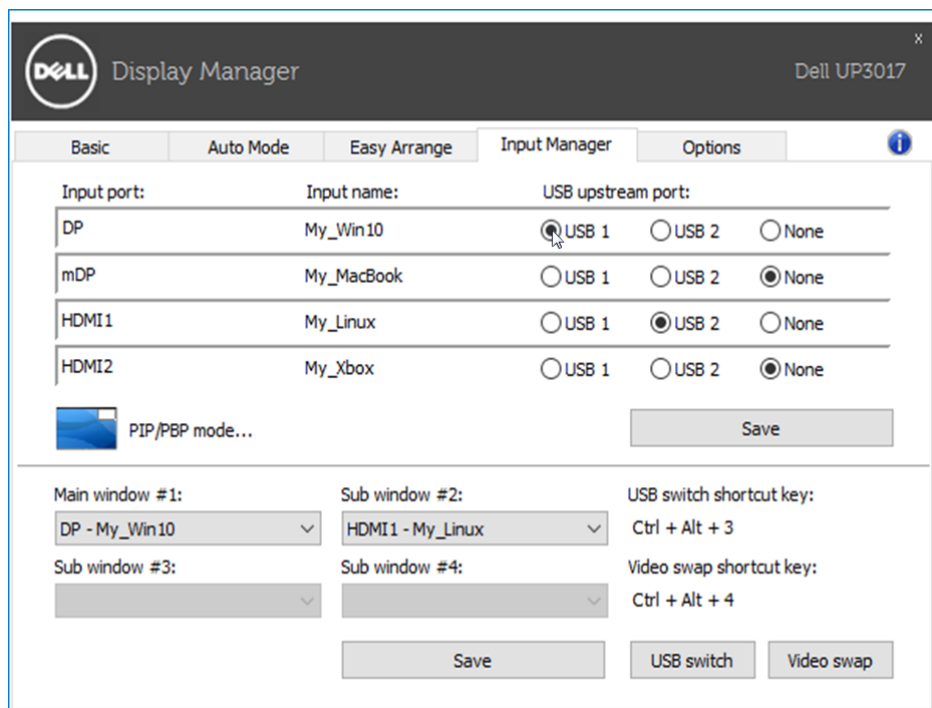 DELL Display Manager Dell UP3017
x
Basic Auto Mode Easy Arrange Input Manager Options i
Input port: Input name: USB upstream port:
DP My_Win10 USB 1 USB 2 None
mDP My_MacBook USB 1 USB 2 None
HDMI1 My_Linux USB 1 USB 2 None
HDMI2 My_Xbox USB 1 USB 2 None
PIP/PBP mode... Save
Main window #1: Sub window #2: USB switch shortcut key:
DP - My_Win10 HDMI1 - My_Linux Ctrl + Alt + 3
Sub window #3: Sub window #4: Video swap shortcut key:
Ctrl + Alt + 4
Save USB switch Video swap